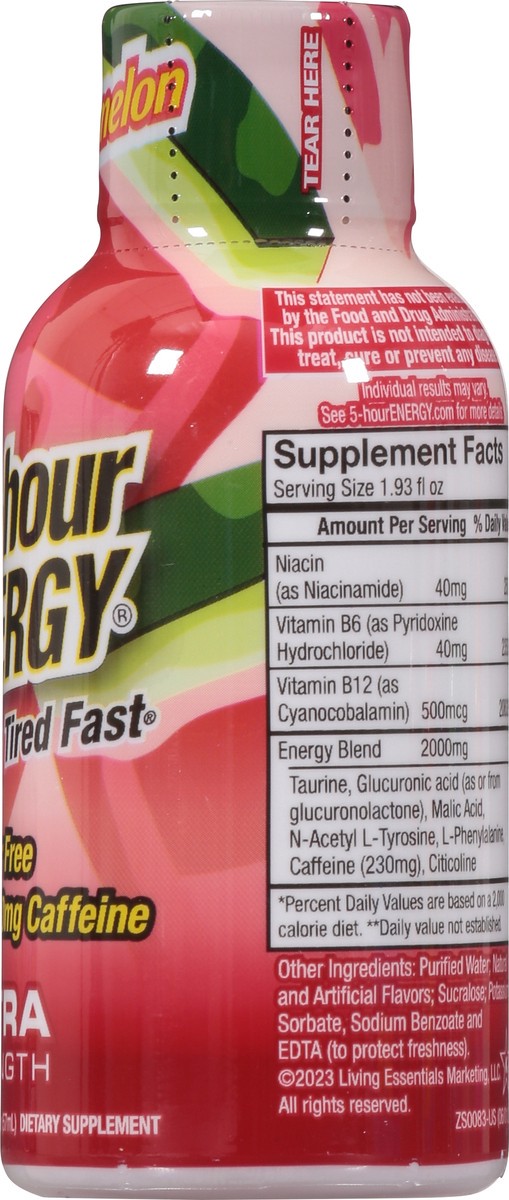 TEAR HERE
This statement has not been
by the Food and Drug
This product is not intended to
treat, cure or prevent any disease
Individual results may vary.
See 5-hourENERGY.com for more details
hour
RGY®
Tired Fast®
Free
mg Caffeine
RA
GTH
DIETARY SUPPLEMENT
Supplement Facts
Serving Size 1.93 fl oz
Amount Per Serving % Daily
Niacin
(as Niacinamide) 40mg
Vitamin B6 (as Pyridoxine
Hydrochloride) 40mg
Vitamin B12 (as
Cyanocobalamin) 500mcg
Energy Blend 2000mg
Taurine, Glucuronic acid (as or from
glucuronolactone), Malic Acid,
N-Acetyl L-Tyrosine, L-Phenylalanine,
Caffeine (230mg), Citicoline
*Percent Daily Values are based on a 2,000
calorie diet. **Daily value not established.
Other Ingredients: Purified Water; Natural
and Artificial Flavors; Sucralose; Potassium
Sorbate, Sodium Benzoate and
EDTA (to protect freshness).
©2023 Living Essentials Marketing, LLC.
All rights reserved.
ZS0083-US